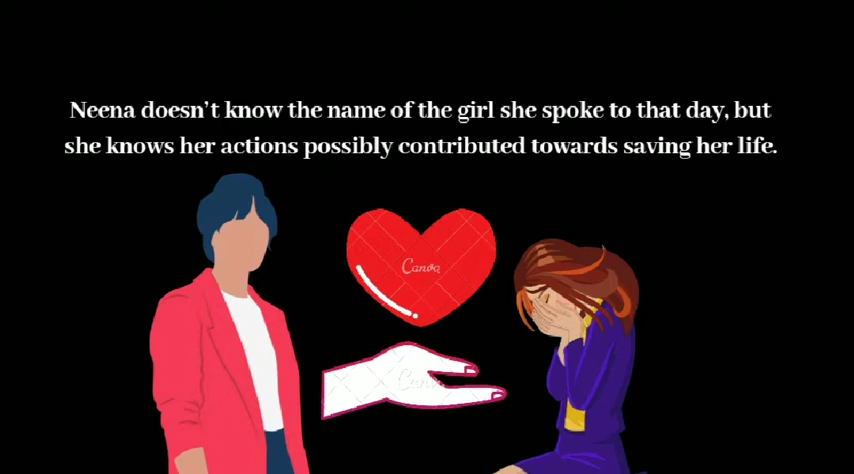 Neena doesn’t know the name of the girl she spoke to that day, but
she knows her actions possibly contributed towards saving her life.
Canva
Canva